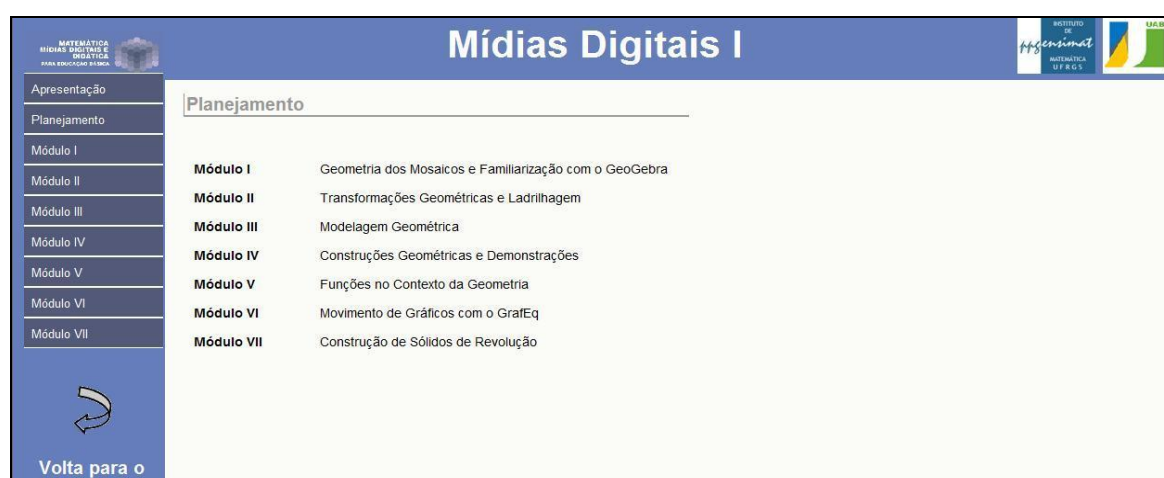 MATEMÁTICA
MÍDIAS DIGITAIS E
DIDÁTICA
PARA EDUCAÇÃO BÁSICA
Mídias Digitais I
INSTITUTO
DE
ppgensimat
MATEMÁTICA
UFRGS
UAB
Apresentação
Planejamento
Módulo I
Módulo II
Módulo III
Módulo IV
Módulo V
Módulo VI
Módulo VII
Volta para o
Planejamento
Módulo I Geometria dos Mosaicos e Familiarização com o GeoGebra
Módulo II Transformações Geométricas e Ladrilhagem
Módulo III Modelagem Geométrica
Módulo IV Construções Geométricas e Demonstrações
Módulo V Funções no Contexto da Geometria
Módulo VI Movimento de Gráficos com o GrafEq
Módulo VII Construção de Sólidos de Revolução